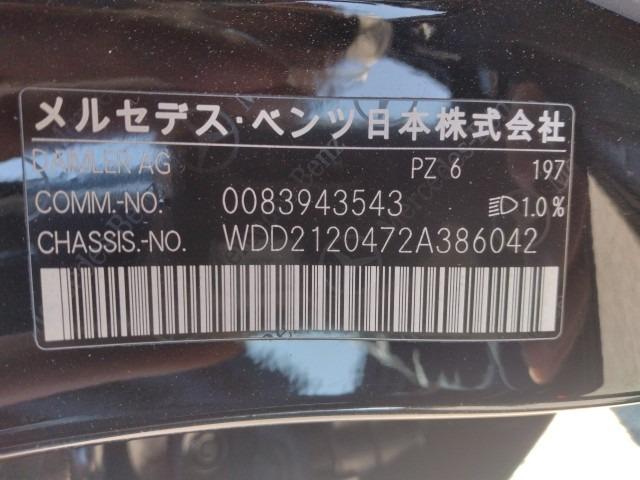 メルセデス・ベンツ日本株式会社
DAIMLER AG PZ 6 197
COMM.-NO. 0083943543 1.0%
CHASSIS.-NO. WDD2120472A386042